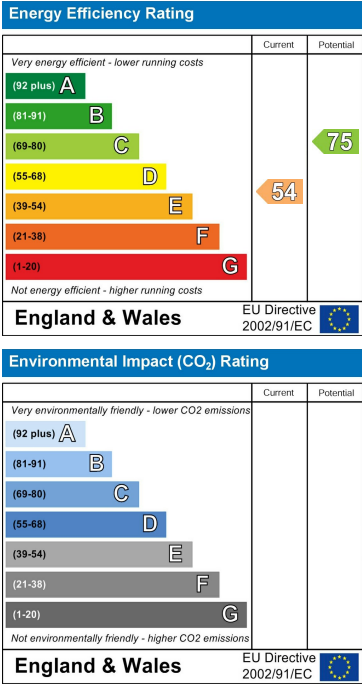 Energy Efficiency Rating
Current Potential
Very energy efficient - lower running costs
(92 plus) A
(81-91) B
(69-80) C
75
(55-68) D
54
(39-54) E
(21-38) F
(1-20) G
Not energy efficient - higher running costs
England & Wales
EU Directive
2002/91/EC
Environmental Impact (CO₂) Rating
Current Potential
Very environmentally friendly - lower CO2 emissions
(92 plus) A
(81-91) B
(69-80) C
(55-68) D
(39-54) E
(21-38) F
(1-20) G
Not environmentally friendly - higher CO2 emissions
England & Wales
EU Directive
2002/91/EC